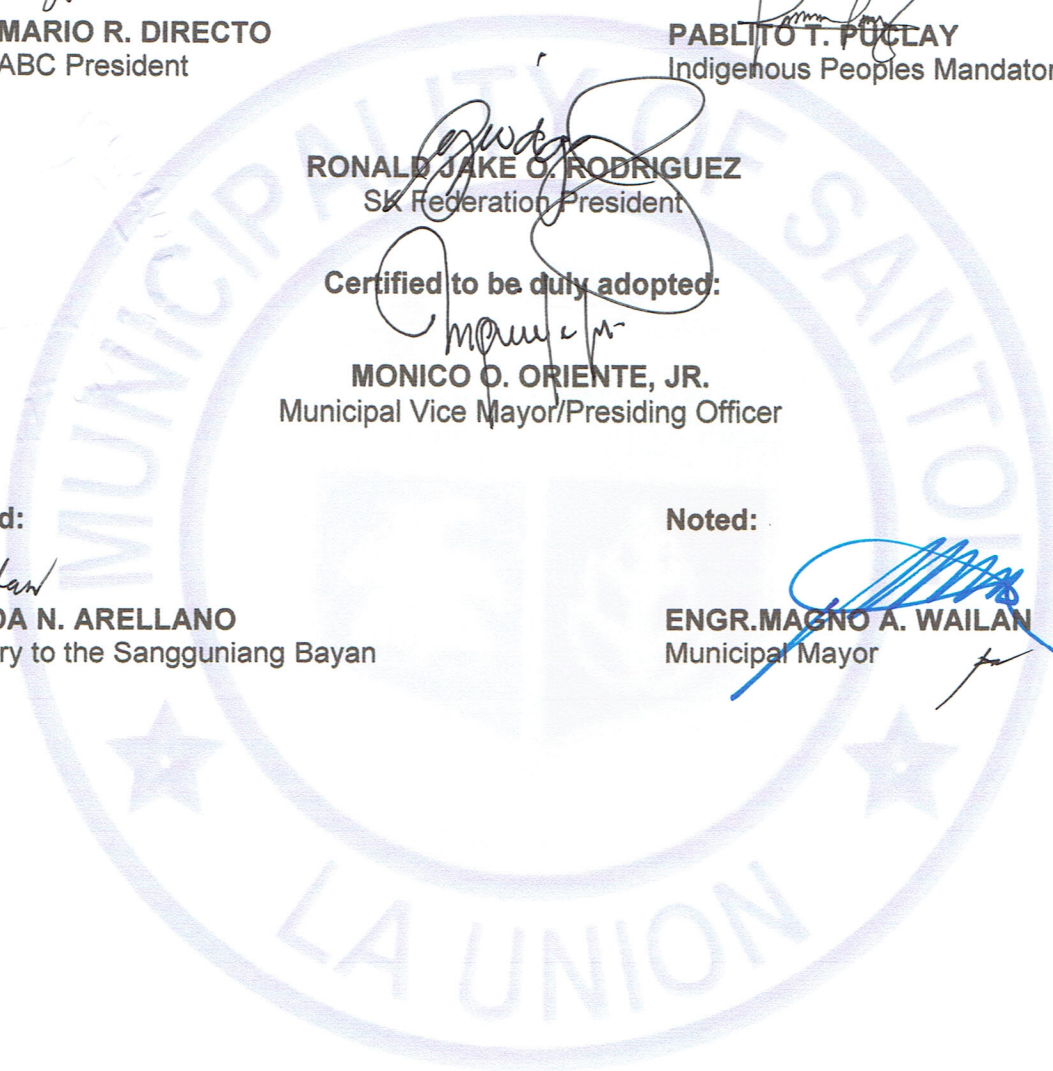 MARIO R. DIRECTO
ABC President
PABLITO T. PUCLAY
Indigenous Peoples Mandator
RONALD JAKE O. RODRIGUEZ
SK Federation President
Certified to be duly adopted:
MONICO O. ORIENTE, JR.
Municipal Vice Mayor/Presiding Officer
d:
DA N. ARELLANO
ry to the Sangguniang Bayan
Noted:
ENGR.MAGNO A. WAILAN
Municipal Mayor
MUNICIPALITY OF SANTOL
LA UNION